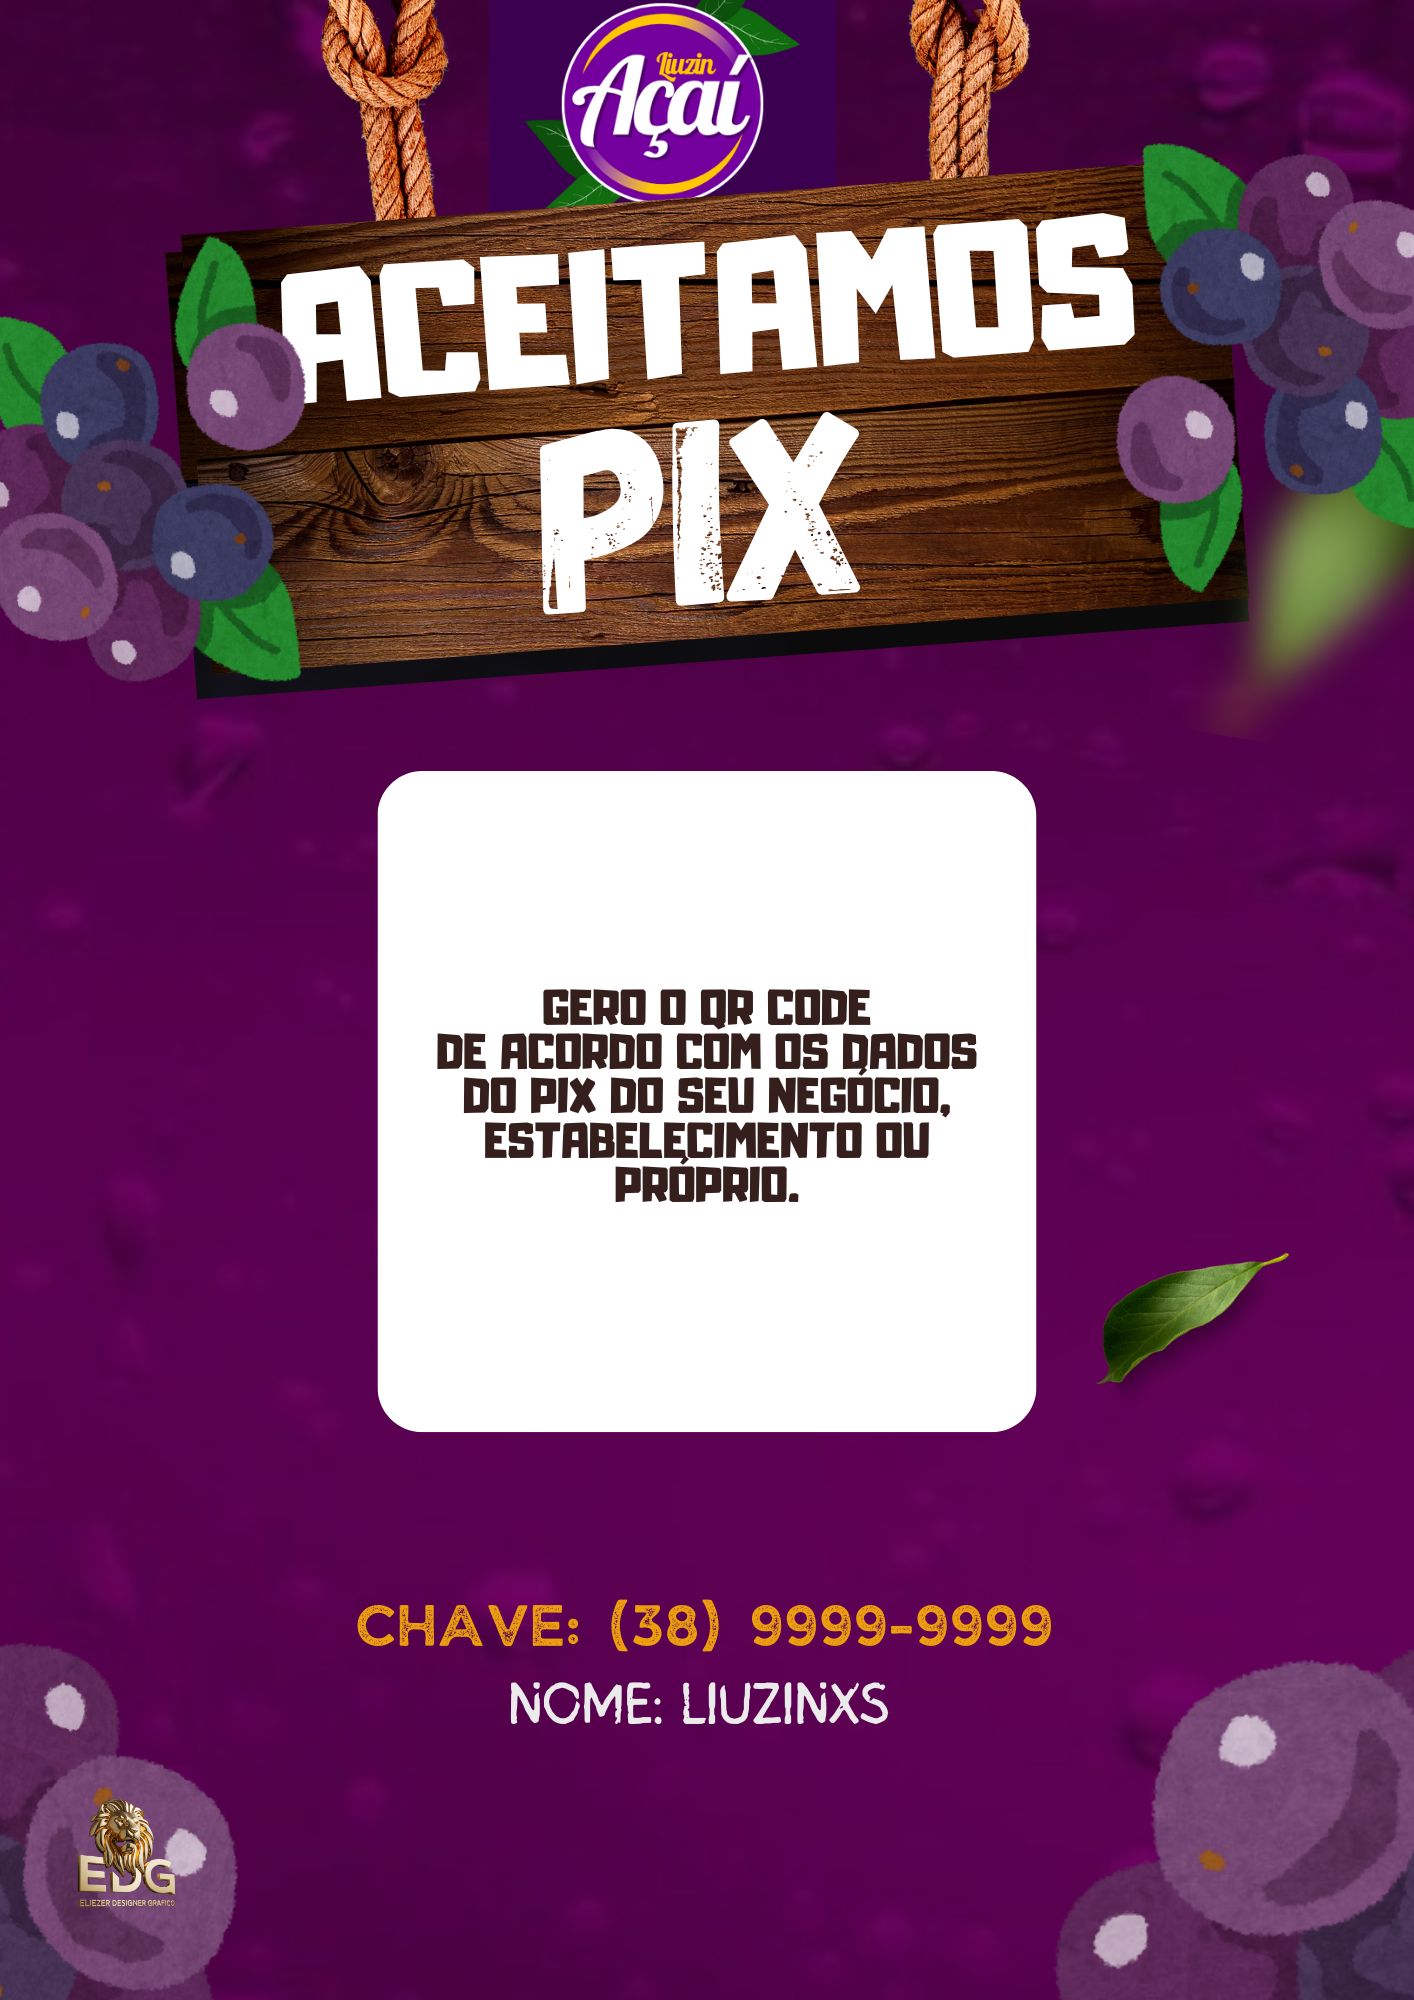 Liuzin
Açaí
ACEITAMOS
PIX
GERO O QR CODE
DE ACORDO COM OS DADOS
DO PIX DO SEU NEGÓCIO,
ESTABELECIMENTO OU
PRÓPRIO.
CHAVE: (38) 9999-9999
NOME: LIUZINXS
EDG
ELIEZER DESIGNER GRAFICO